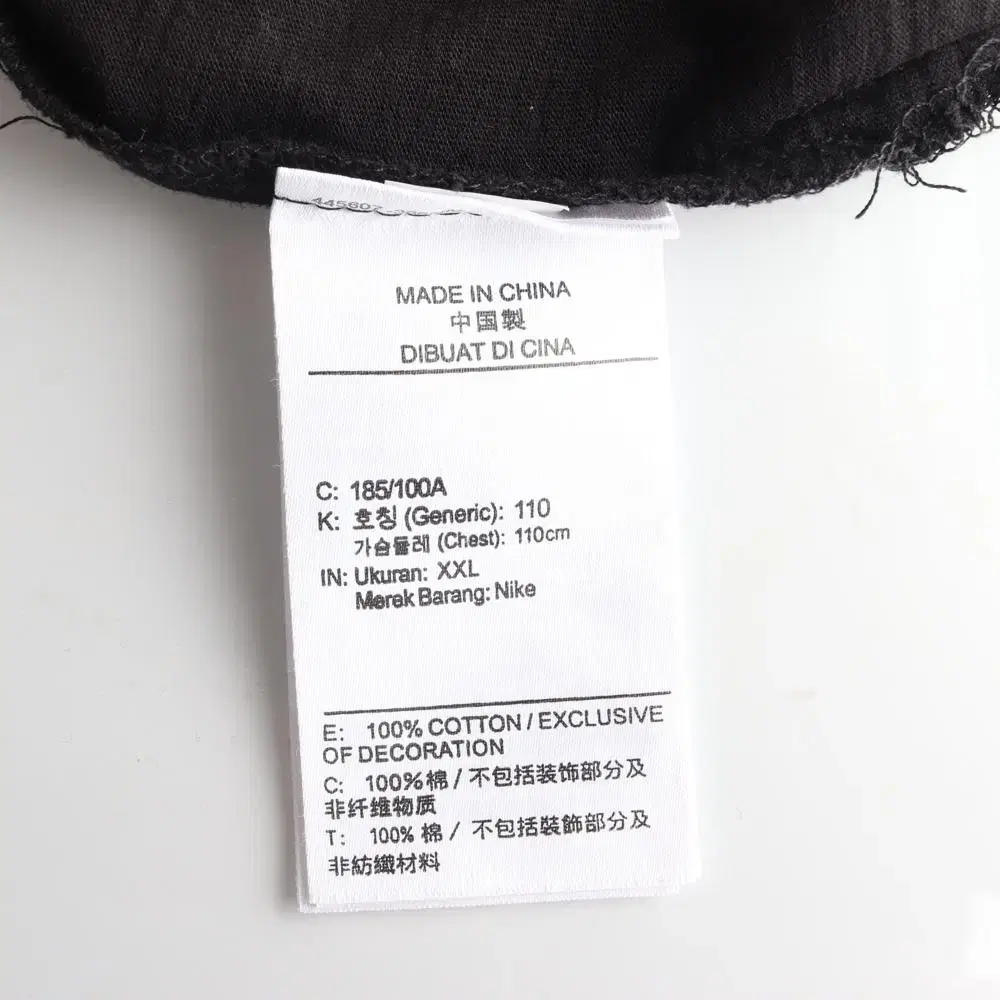 445607
MADE IN CHINA
中国製
DIBUAT DI CINA
C: 185/100A
K: 호칭 (Generic): 110
가슴둘레 (Chest): 110cm
IN: Ukuran: XXL
Merek Barang: Nike
E: 100% COTTON / EXCLUSIVE
OF DECORATION
C: 100%棉 / 不包括装饰部分及
非纤维物质
T: 100% 棉 / 不包括裝飾部分及
非紡織材料